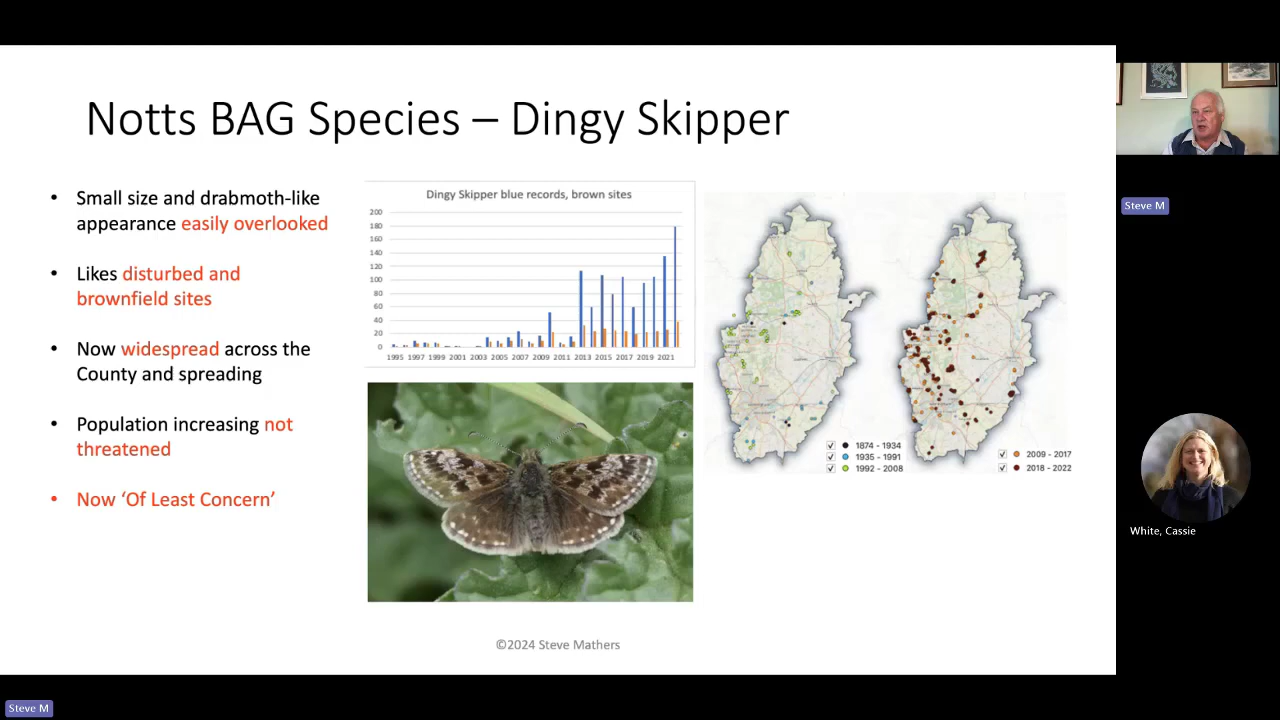 Notts BAG Species – Dingy Skipper
• Small size and drabmoth-like
appearance easily overlooked
• Likes disturbed and
brownfield sites
• Now widespread across the
County and spreading
• Population increasing not
threatened
• Now ‘Of Least Concern’
Dingy Skipper blue records, brown sites
200
180
160
140
120
100
80
60
40
20
0
1995 1997 1999 2001 2003 2005 2007 2009 2011 2013 2015 2017 2019 2021
1874 - 1934
1935 - 1991
1992 - 2008
2009 - 2017
2018 - 2022
©2024 Steve Mathers
Steve M
White, Cassie
Steve M